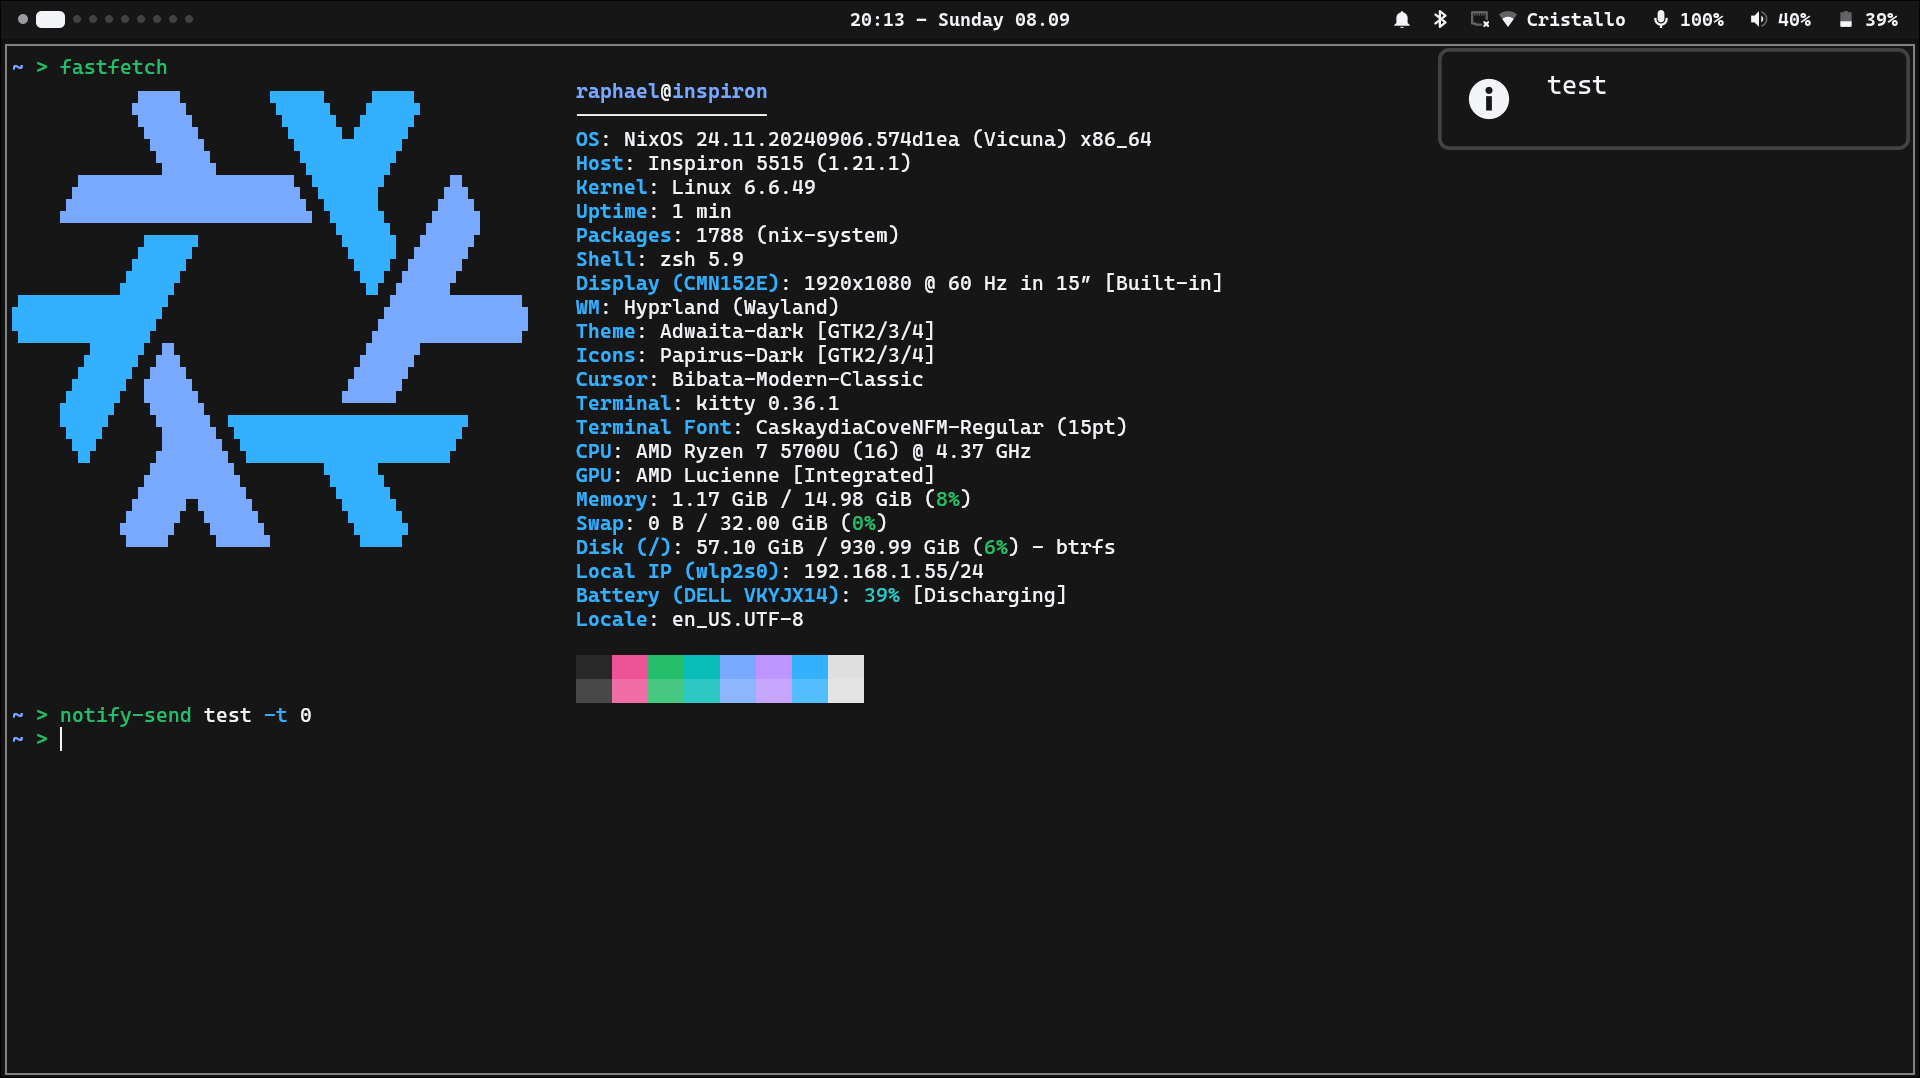 20:13 – Sunday 08.09
Cristallo 100% 40% 39%
~ > fastfetch
test
raphael@inspiron
OS: NixOS 24.11.20240906.574d1ea (Vicuna) x86_64
Host: Inspiron 5515 (1.21.1)
Kernel: Linux 6.6.49
Uptime: 1 min
Packages: 1788 (nix-system)
Shell: zsh 5.9
Display (CMN152E): 1920x1080 @ 60 Hz in 15″ [Built-in]
WM: Hyprland (Wayland)
Theme: Adwaita-dark [GTK2/3/4]
Icons: Papirus-Dark [GTK2/3/4]
Cursor: Bibata-Modern-Classic
Terminal: kitty 0.36.1
Terminal Font: CaskaydiaCoveNFM-Regular (15pt)
CPU: AMD Ryzen 7 5700U (16) @ 4.37 GHz
GPU: AMD Lucienne [Integrated]
Memory: 1.17 GiB / 14.98 GiB (8%)
Swap: 0 B / 32.00 GiB (0%)
Disk (/): 57.10 GiB / 930.99 GiB (6%) - btrfs
Local IP (wlp2s0): 192.168.1.55/24
Battery (DELL VKYJX14): 39% [Discharging]
Locale: en_US.UTF-8
~ > notify-send test -t 0
~ >